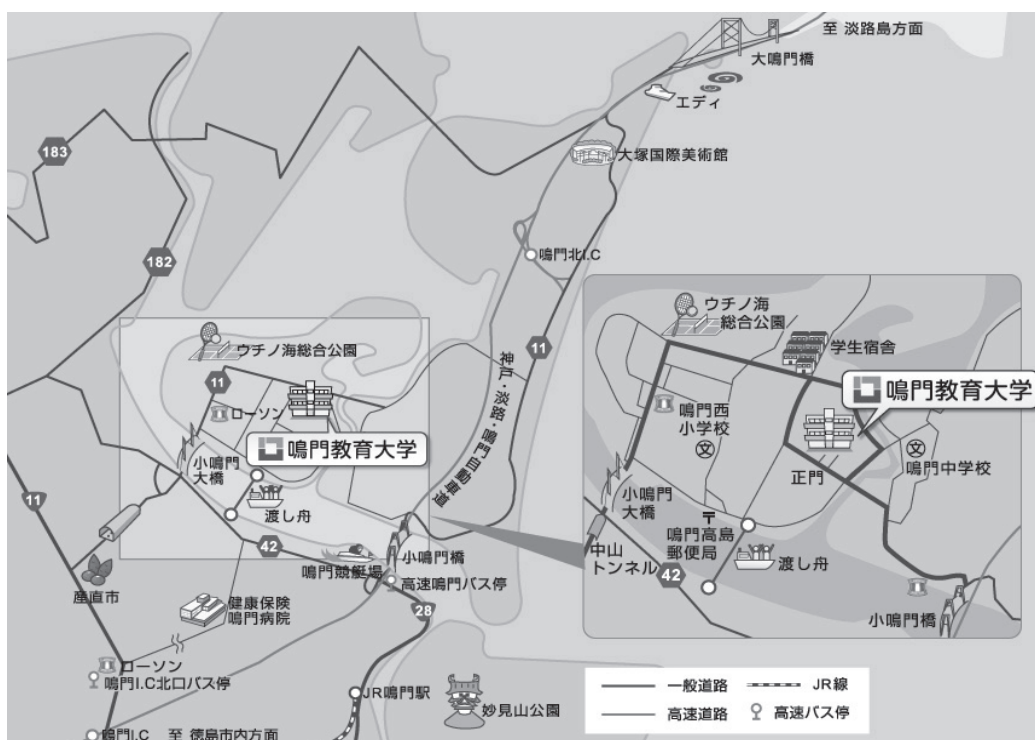 至 淡路島方面
大鳴門橋
エディ
183
大塚国際美術館
182
鳴門北I.C
11
神戸・淡路・鳴門自動車道
ウチノ海総合公園
11
ローソン
鳴門教育大学
小鳴門
大橋
渡し舟
11
42
小鳴門橋
鳴門競艇場
高速鳴門バス停
産直市
健康保険
鳴門病院
28
ローソン
鳴門I.C北口バス停
JR鳴門駅
妙見山公園
鳴門I.C 至 徳島市内方面
ウチノ海
総合公園
学生宿舎
鳴門教育大学
鳴門西
小学校
文
正門
文
鳴門中学校
小鳴門
大橋
〒
鳴門高島
郵便局
中山
トンネル
42
渡し舟
小鳴門橋
一般道路
JR線
高速道路
高速バス停